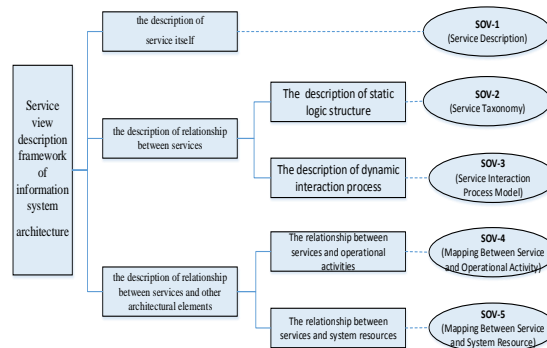 Service
view
description
framework
of
information
system
architecture
the description of
service itself
SOV-1
(Service Description)
the description of relationship
between services
The description of static
logic structure
SOV-2
(Service Taxonomy)
The description of dynamic
interaction process
SOV-3
(Service Interaction
Process Model)
the description of relationship
between services and other
architectural elements
The relationship between
services and operational
activities
SOV-4
(Mapping Between Service
and Operational Activity)
The relationship between
services and system resources
SOV-5
(Mapping Between Service
and System Resource)